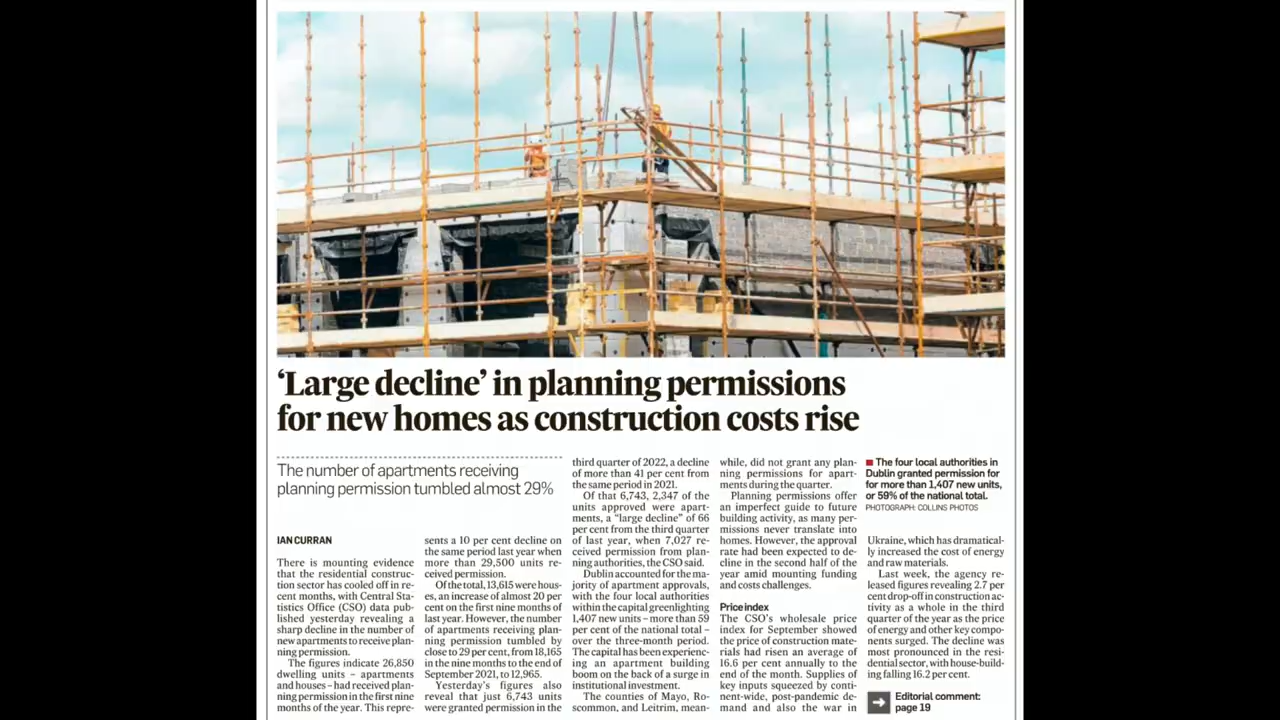 ‘Large decline’ in planning permissions
for new homes as construction costs rise
The number of apartments receiving
planning permission tumbled almost 29%
IAN CURRAN
There is mounting evidence
that the residential construc-
tion sector has cooled off in re-
cent months, with Central Sta-
tistics Office (CSO) data pub-
lished yesterday revealing a
sharp decline in the number of
new apartments to receive plan-
ning permission.
The figures indicate 26,850
dwelling units – apartments
and houses – had received plan-
ning permission in the first nine
months of the year. This repre-
sents a 10 per cent decline on
the same period last year when
more than 29,500 units re-
ceived permission.
Of the total, 13,615 were hous-
es, an increase of almost 20 per
cent on the first nine months of
last year. However, the number
of apartments receiving plan-
ning permission tumbled by
close to 29 per cent, from 18,165
in the nine months to the end of
September 2021, to 12,965.
Yesterday’s figures also
reveal that just 6,743 units
were granted permission in the
third quarter of 2022, a decline
of more than 41 per cent from
the same period in 2021.
Of that 6,743, 2,347 of the
units approved were apart-
ments, a “large decline” of 66
per cent from the third quarter
of last year, when 7,027 re-
ceived permission from plan-
ning authorities, the CSO said.
Dublin accounted for the ma-
jority of apartment approvals,
with the four local authorities
within the capital greenlighting
1,407 new units – more than 59
per cent of the national total –
over the three-month period.
The capital has been experienc-
ing an apartment building
boom on the back of a surge in
institutional investment.
The counties of Mayo, Ro-
scommon, and Leitrim, mean-
while, did not grant any plan-
ning permissions for apart-
ments during the quarter.
Planning permissions offer
an imperfect guide to future
building activity, as many per-
missions never translate into
homes. However, the approval
rate had been expected to de-
cline in the second half of the
year amid mounting funding
and costs challenges.
Price index
The CSO’s wholesale price
index for September showed
the price of construction mate-
rials had risen an average of
16.6 per cent annually to the
end of the month. Supplies of
key inputs squeezed by conti-
nent-wide, post-pandemic de-
mand and also the war in
■ The four local authorities in
Dublin granted permission for
for more than 1,407 new units,
or 59% of the national total.
PHOTOGRAPH: COLLINS PHOTOS
Ukraine, which has dramatical-
ly increased the cost of energy
and raw materials.
Last week, the agency re-
leased figures revealing 2.7 per
cent drop-off in construction ac-
tivity as a whole in the third
quarter of the year as the price
of energy and other key compo-
nents surged. The decline was
most pronounced in the resi-
dential sector, with house-build-
ing falling 16.2 per cent.
Editorial comment:
page 19